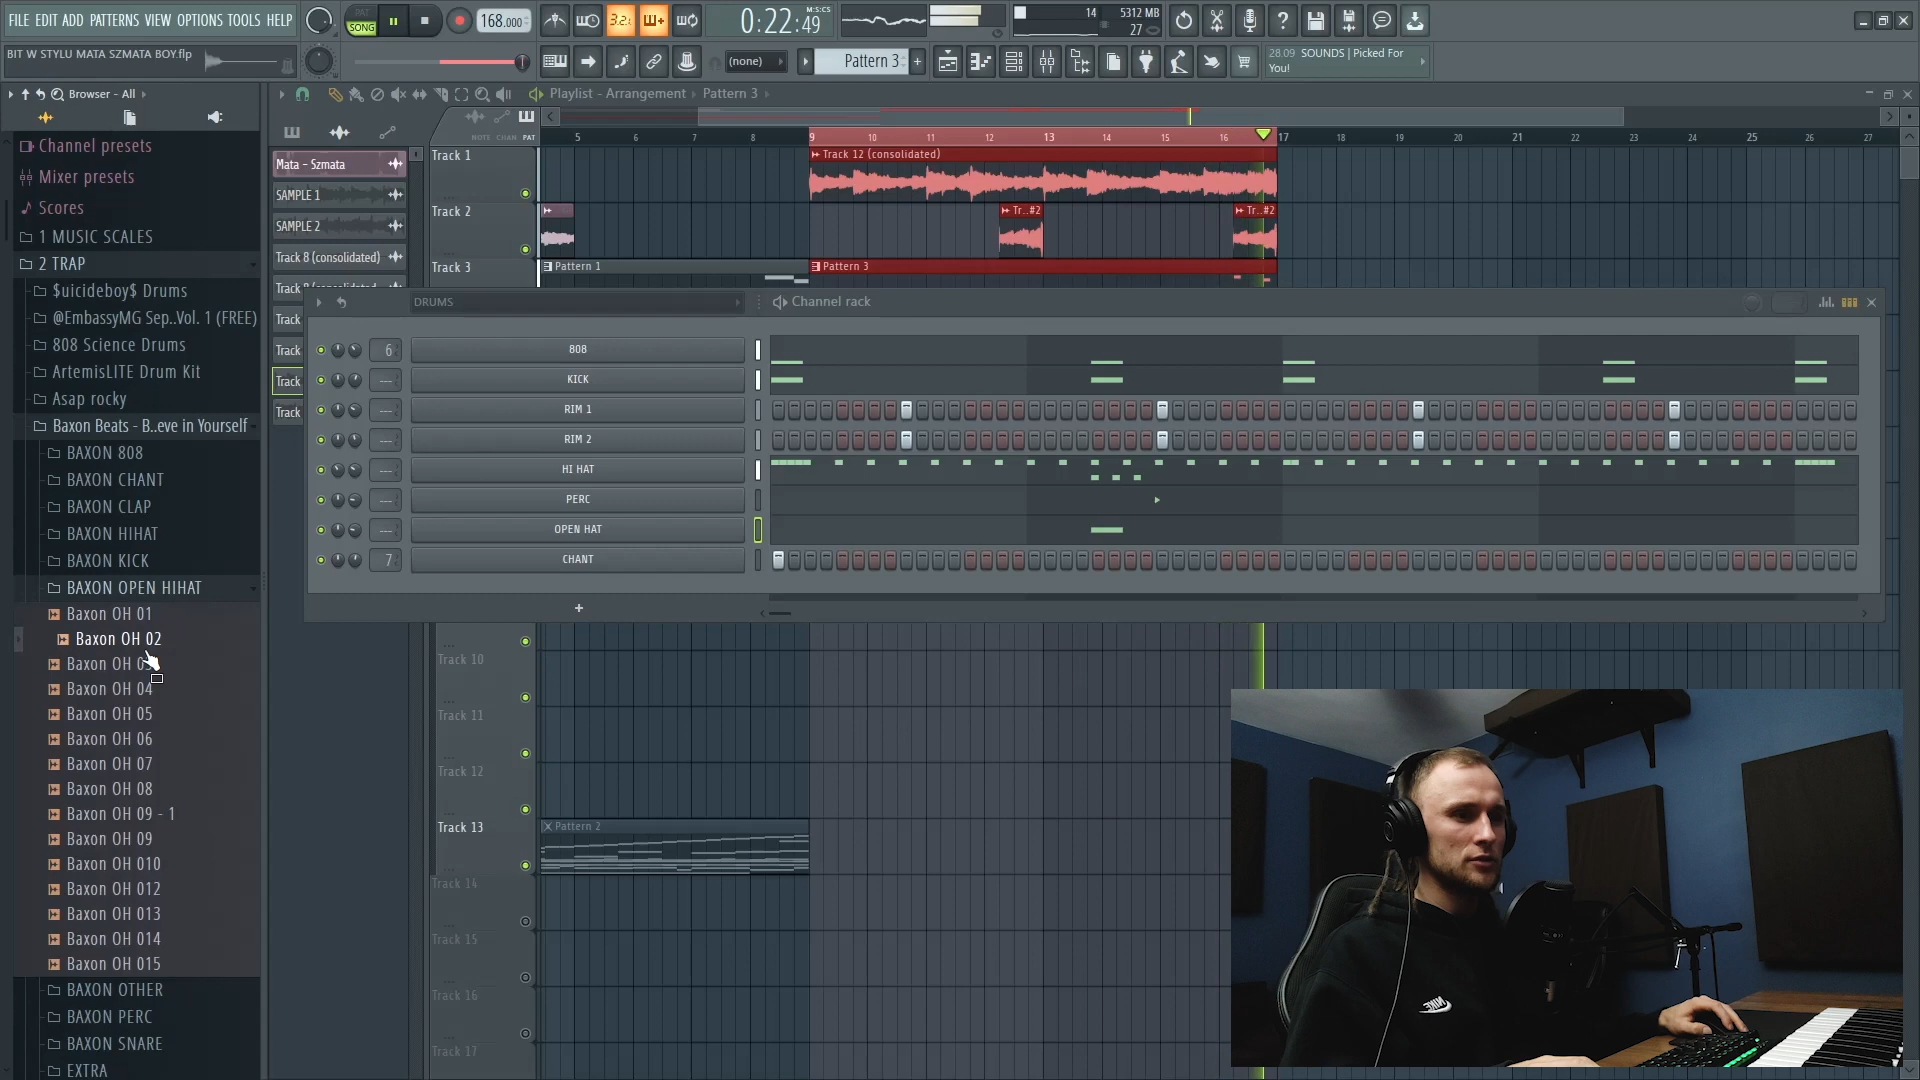 FILE EDIT ADD PATTERNS VIEW OPTIONS TOOLS HELP
PAT
SONG
168.000
3.2.
0:22:49
M:S:CS
14
5312 MB
27
BIT W STYLU MATA SZMATA BOY.flp
(none)
Pattern 3
28.09 SOUNDS | Picked For
You!
Browser - All
Playlist - Arrangement
Pattern 3
Channel presets
Mixer presets
Scores
1 MUSIC SCALES
2 TRAP
$uicideboy$ Drums
@EmbassyMG Sep..Vol. 1 (FREE)
808 Science Drums
ArtemisLITE Drum Kit
Asap rocky
Baxon Beats - B..eve in Yourself
BAXON 808
BAXON CHANT
BAXON CLAP
BAXON HIHAT
BAXON KICK
BAXON OPEN HIHAT
Baxon OH 01
Baxon OH 02
Baxon OH 03
Baxon OH 04
Baxon OH 05
Baxon OH 06
Baxon OH 07
Baxon OH 08
Baxon OH 09 - 1
Baxon OH 09
Baxon OH 010
Baxon OH 012
Baxon OH 013
Baxon OH 014
Baxon OH 015
BAXON OTHER
BAXON PERC
BAXON SNARE
EXTRA
Mata - Szmata
SAMPLE 1
SAMPLE 2
Track 8 (consolidated)
Track 8 (consolidated
Track
Track
Track
Track
NOTE CHAN PAT
5 6 7 8 9 10 11 12 13 14 15 16 17 18 19 20 21 22 23 24 25 26 27
Track 1
Track 12 (consolidated)
Track 2
Tr..#2
Tr..#2
Track 3
Pattern 1
Pattern 3
DRUMS
Channel rack
6
808
---
KICK
---
RIM 1
---
RIM 2
---
HI HAT
---
PERC
---
OPEN HAT
7
CHANT
+
Track 10
Track 11
Track 12
Track 13
Pattern 2
Track 14
Track 15
Track 16
Track 17
NIKE